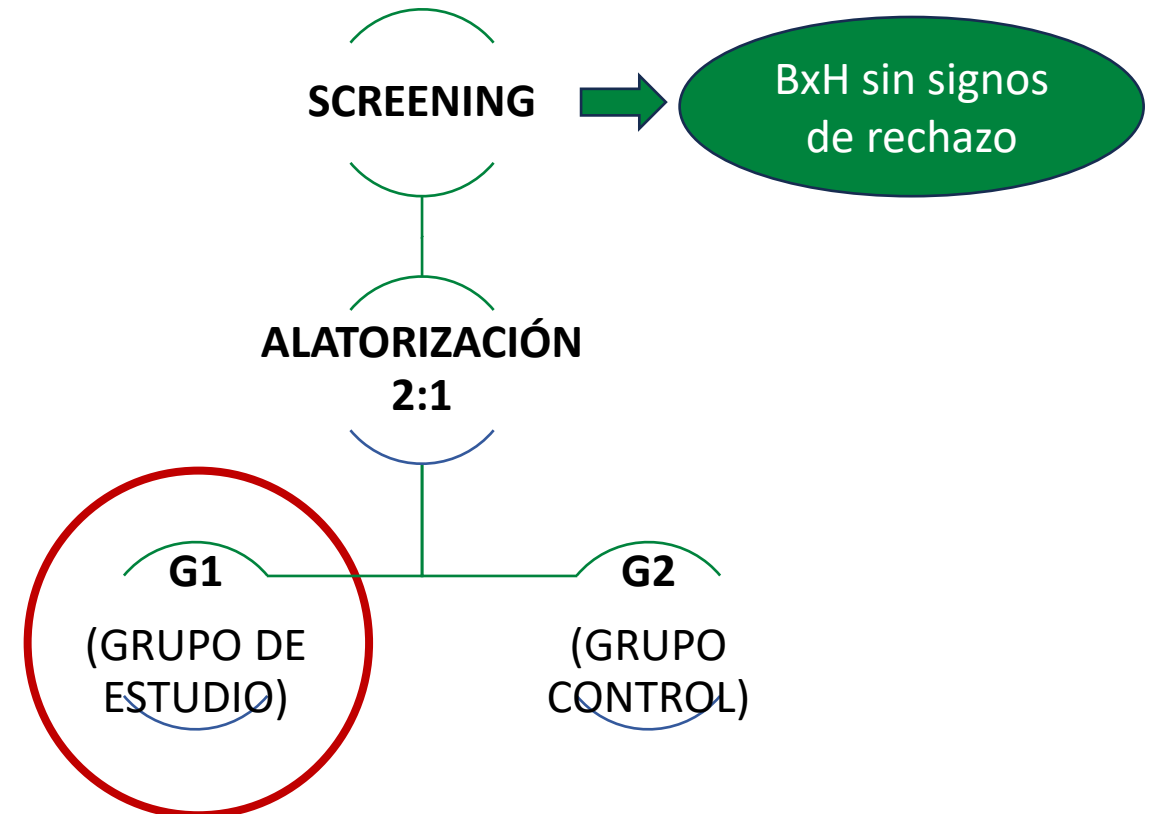 SCREENING
BxH sin signos
de rechazo
ALATORIZACIÓN
2:1
G1
(GRUPO DE
ESTUDIO)
G2
(GRUPO
CONTROL)